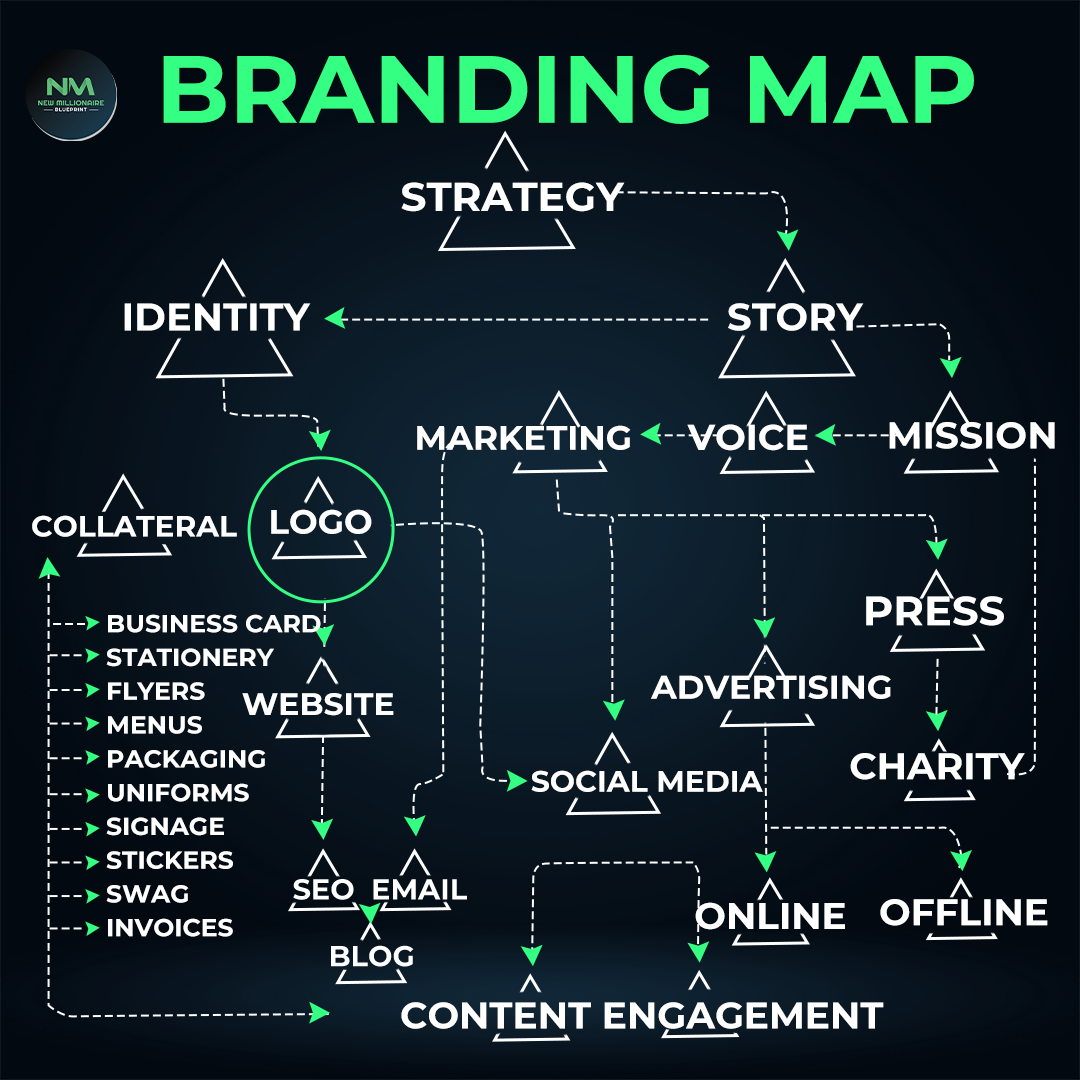 BRANDING MAP
NM
NEW MILLIONAIRE
BLUEPRINT
STRATEGY
IDENTITY
STORY
MARKETING
VOICE
MISSION
COLLATERAL
LOGO
BUSINESS CARD
STATIONERY
FLYERS
MENUS
PACKAGING
UNIFORMS
SIGNAGE
STICKERS
SWAG
INVOICES
WEBSITE
PRESS
ADVERTISING
CHARITY
SOCIAL MEDIA
SEO
EMAIL
BLOG
ONLINE
OFFLINE
CONTENT
ENGAGEMENT